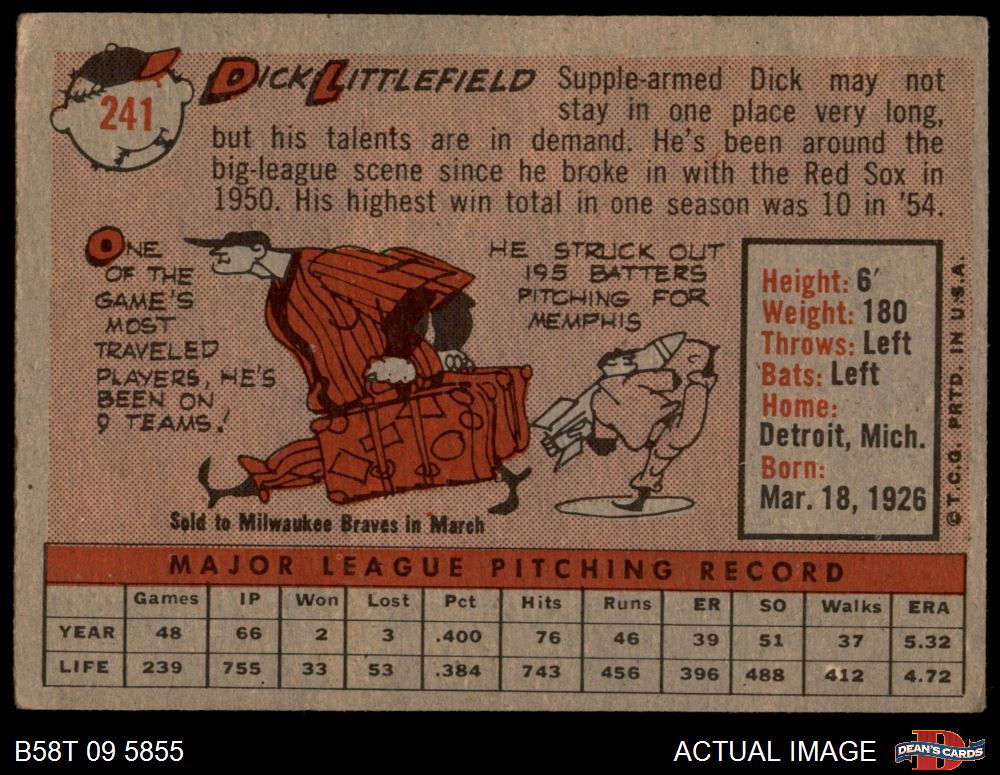 241
DICK LITTLEFIELD
Supple-armed Dick may not
stay in one place very long,
but his talents are in demand. He's been around the
big-league scene since he broke in with the Red Sox in
1950. His highest win total in one season was 10 in '54.
ONE
OF THE
GAME'S
MOST
TRAVELED
PLAYERS, HE'S
BEEN ON
9 TEAMS!
HE STRUCK OUT
195 BATTERS
PITCHING FOR
MEMPHIS
Sold to Milwaukee Braves in March
Height: 6'
Weight: 180
Throws: Left
Bats: Left
Home:
Detroit, Mich.
Born:
Mar. 18, 1926
© T.C.G. PRTD. IN U.S.A.
MAJOR LEAGUE PITCHING RECORD
Games IP Won Lost Pct Hits Runs ER SO Walks ERA
YEAR 48 66 2 3 .400 76 46 39 51 37 5.32
LIFE 239 755 33 53 .384 743 456 396 488 412 4.72
B58T 09 5855
ACTUAL IMAGE
DEAN'S CARDS